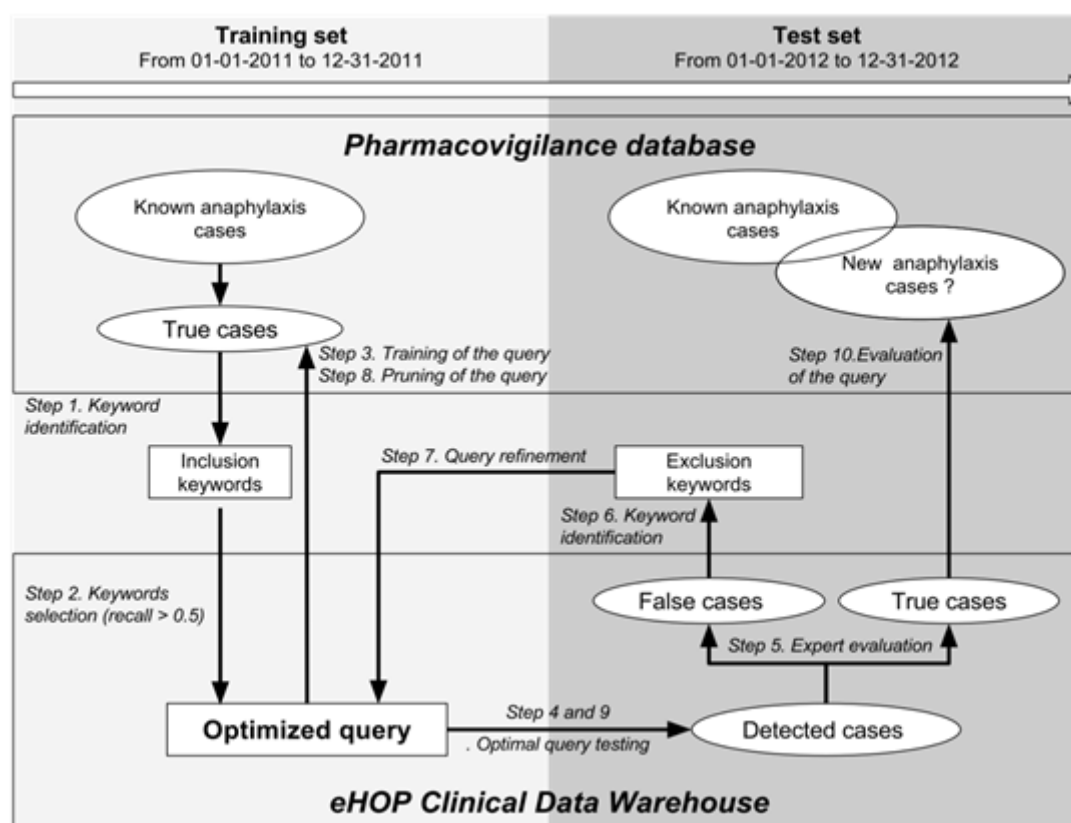 Training set
From 01-01-2011 to 12-31-2011
Test set
From 01-01-2012 to 12-31-2012
Pharmacovigilance database
Known anaphylaxis
cases
Known anaphylaxis
cases
New anaphylaxis
cases ?
True cases
Step 3. Training of the query
Step 8. Pruning of the query
Step 10.Evaluation
of the query
Step 1. Keyword
identification
Inclusion
keywords
Step 7. Query refinement
Exclusion
keywords
Step 6. Keyword
identification
Step 2. Keywords
selection (recall > 0.5)
False cases
True cases
Step 5. Expert evaluation
Optimized query
Step 4 and 9
. Optimal query testing
Detected cases
eHOP Clinical Data Warehouse